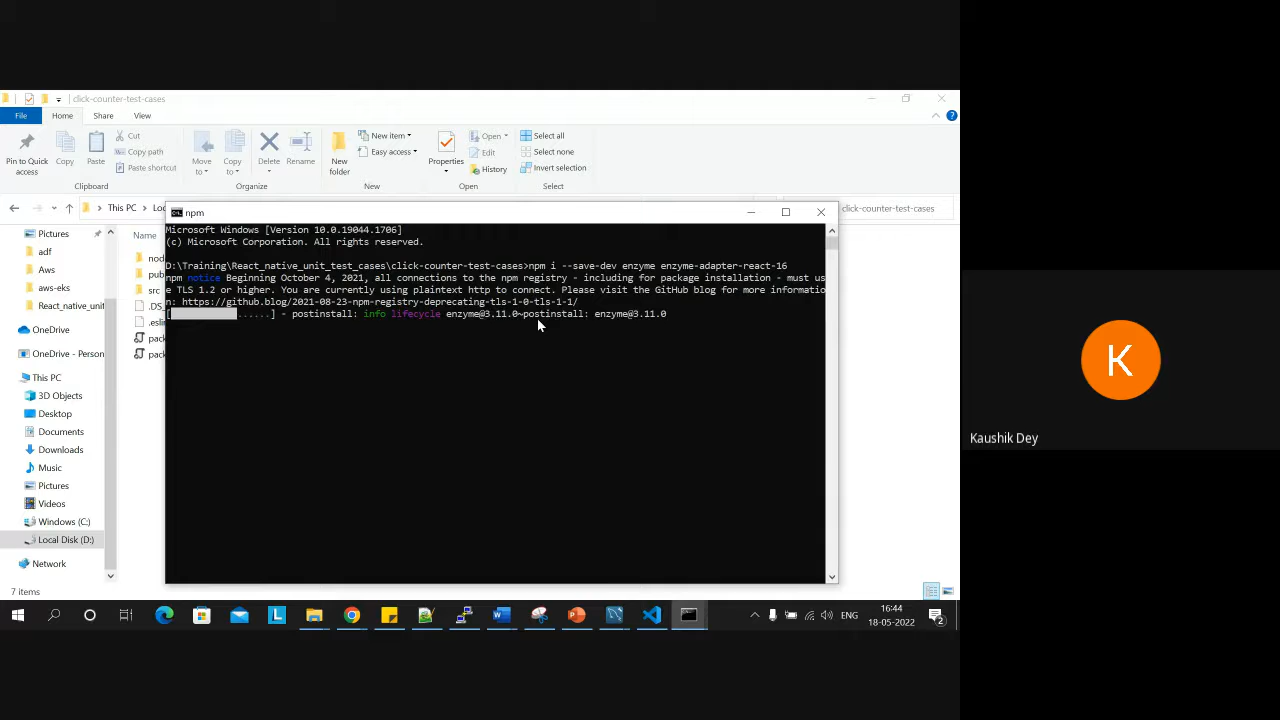 click-counter-test-cases
File Home Share View
Pin to Quick access
Copy
Paste
Cut
Copy path
Paste shortcut
Move to
Copy to
Delete
Rename
New folder
New item
Easy access
Properties
Open
Edit
History
Select all
Select none
Invert selection
Clipboard Organize New Open Select
This PC Loc click-counter-test-cases
npm
Pictures
adf
Aws
aws-eks
React_native_unit
OneDrive
OneDrive - Person
This PC
3D Objects
Desktop
Documents
Downloads
Music
Pictures
Videos
Windows (C:)
Local Disk (D:)
Network
Name
nod
pub
src
.DS_
.esli
pac
pac
Microsoft Windows [Version 10.0.19044.1706]
(c) Microsoft Corporation. All rights reserved.
D:\Training\React_native_unit_test_cases\click-counter-test-cases>npm i --save-dev enzyme enzyme-adapter-react-16
npm notice Beginning October 4, 2021, all connections to the npm registry - including for package installation - must us
e TLS 1.2 or higher. You are currently using plaintext http to connect. Please visit the GitHub blog for more informatio
n: https://github.blog/2021-08-23-npm-registry-deprecating-tls-1-0-tls-1-1/
[ ......] - postinstall: info lifecycle enzyme@3.11.0~postinstall: enzyme@3.11.0
7 items
ENG
16:44
18-05-2022
2
K
Kaushik Dey